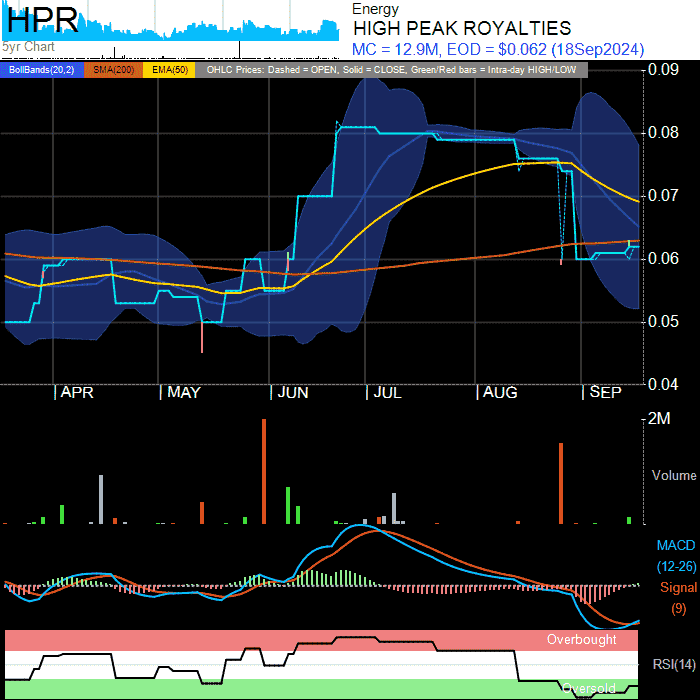 HPR
5yr Chart
Energy
HIGH PEAK ROYALTIES
MC = 12.9M, EOD = $0.062 (18Sep2024)
BollBands(20,2) SMA(200) EMA(50) OHLC Prices: Dashed = OPEN, Solid = CLOSE, Green/Red bars = Intra-day HIGH/LOW
0.09
0.08
0.07
0.06
0.05
0.04
APR MAY JUN JUL AUG SEP
2M
Volume
MACD
(12-26)
Signal
(9)
Overbought
RSI(14)
Oversold